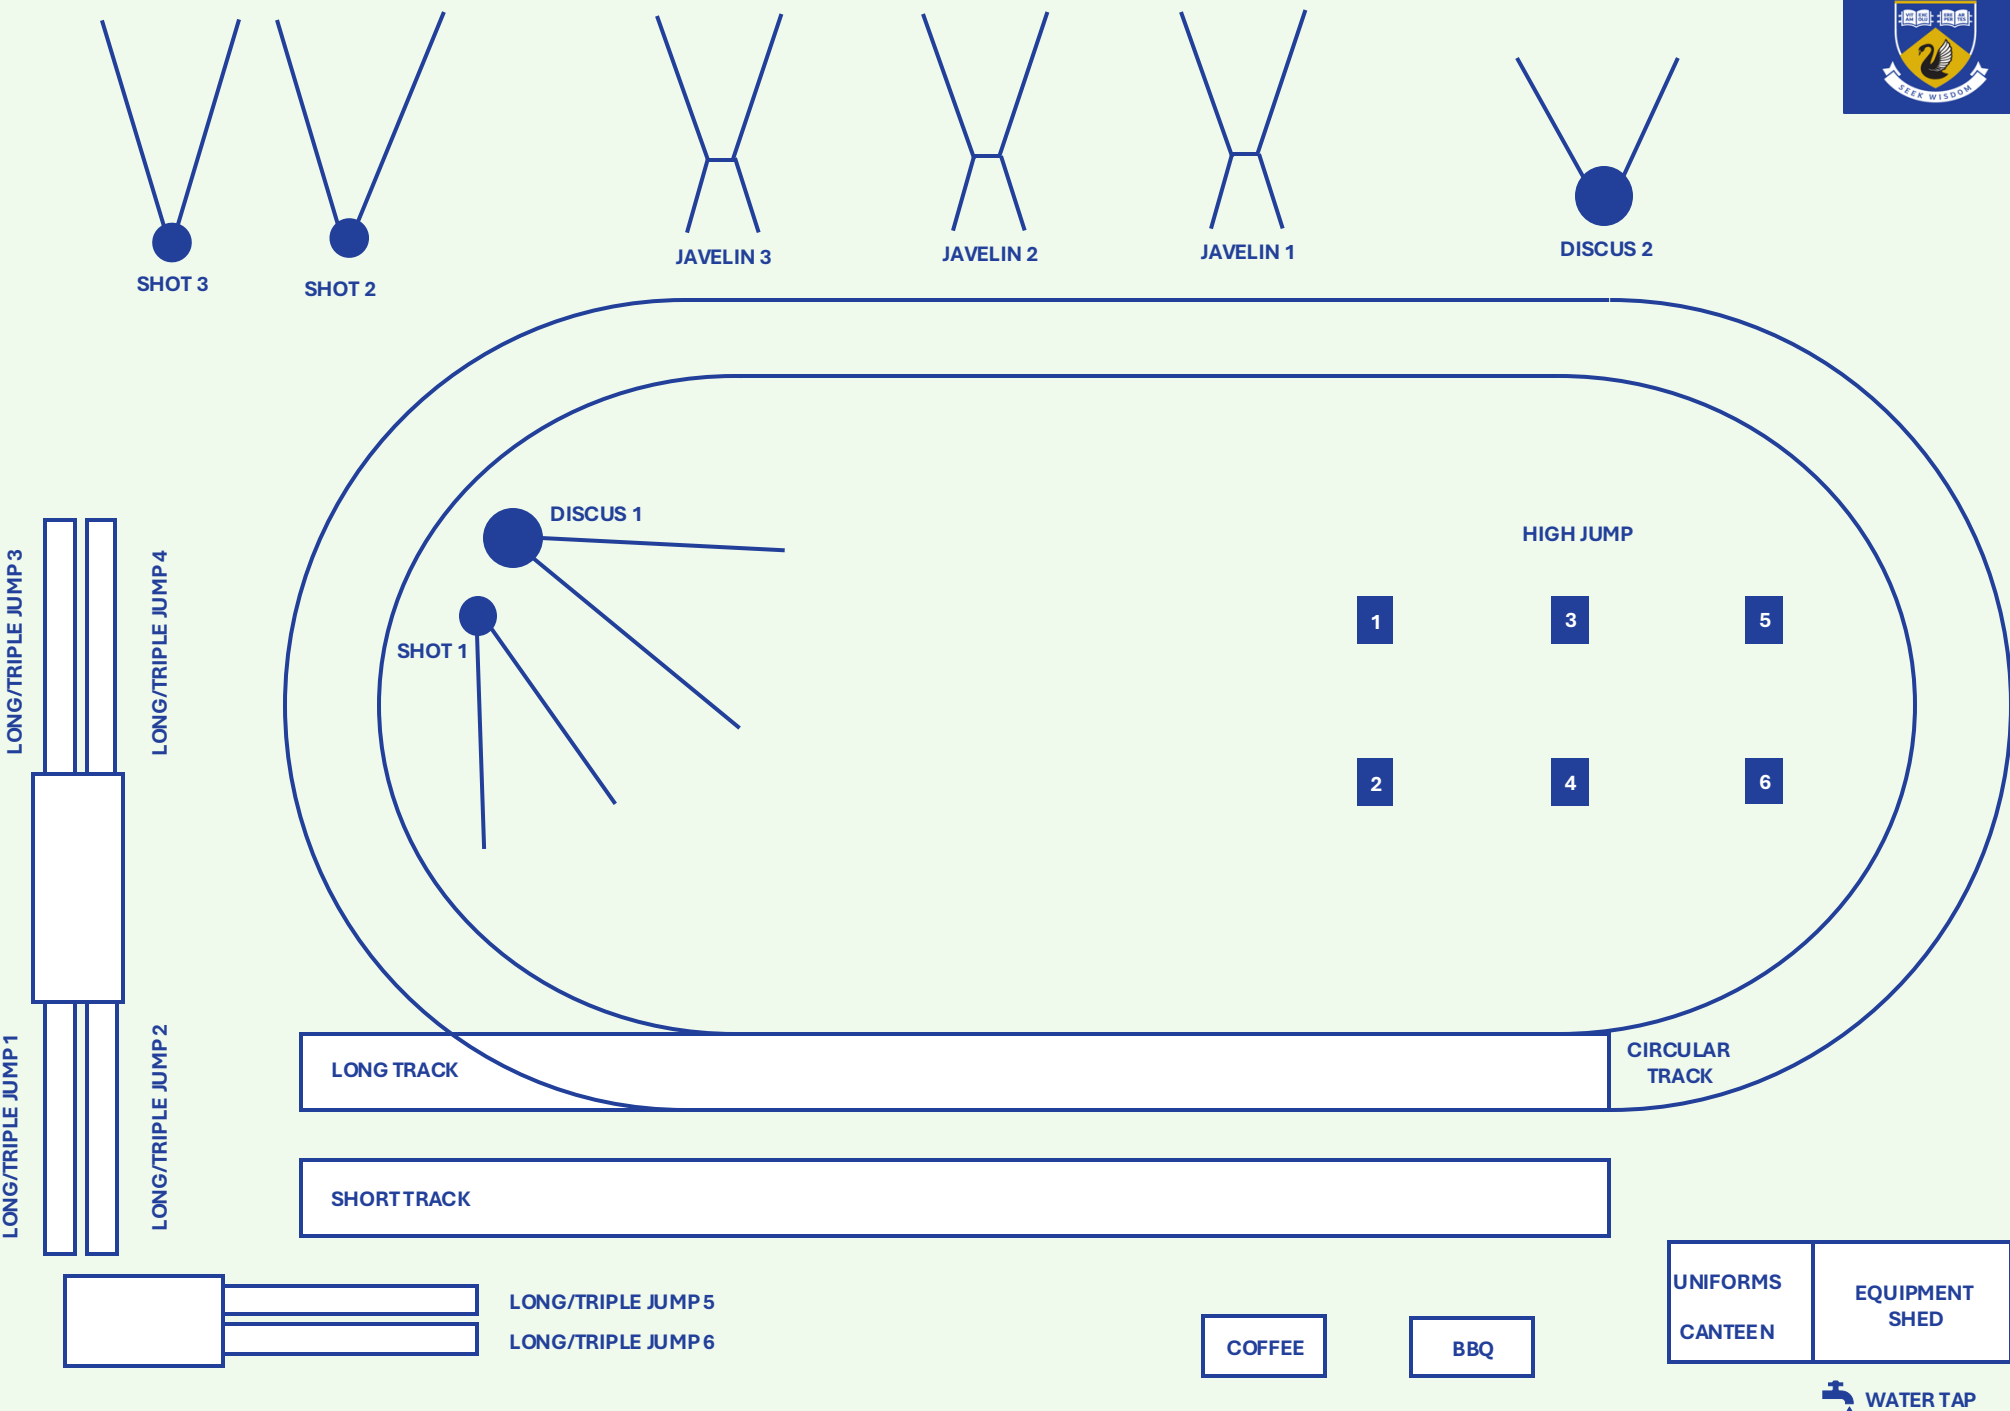 SEEK WISDOM
SHOT 3
SHOT 2
JAVELIN 3
JAVELIN 2
JAVELIN 1
DISCUS 2
DISCUS 1
SHOT 1
HIGH JUMP
1
3
5
2
4
6
LONG/TRIPLE JUMP 3
LONG/TRIPLE JUMP 4
LONG/TRIPLE JUMP 1
LONG/TRIPLE JUMP 2
LONG TRACK
CIRCULAR
TRACK
SHORT TRACK
LONG/TRIPLE JUMP 5
LONG/TRIPLE JUMP 6
COFFEE
BBQ
UNIFORMS
CANTEEN
EQUIPMENT
SHED
WATER TAP